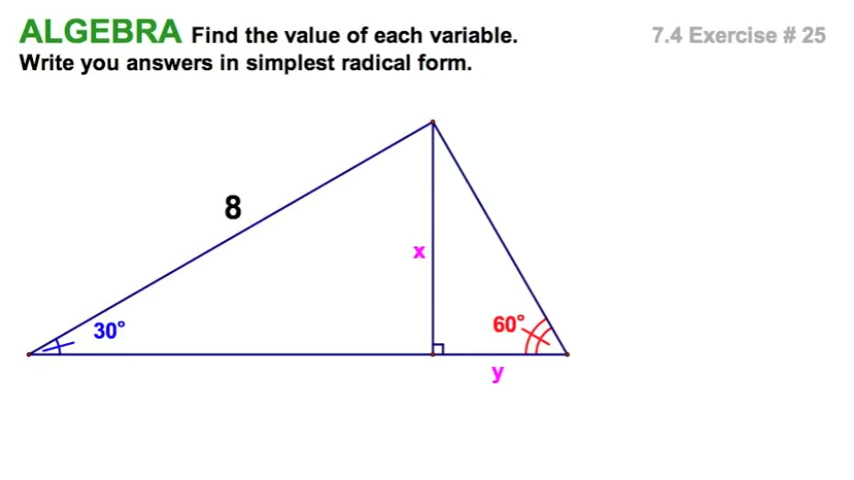 ALGEBRA Find the value of each variable.
7.4 Exercise # 25
Write you answers in simplest radical form.
8
x
30°
60°
y